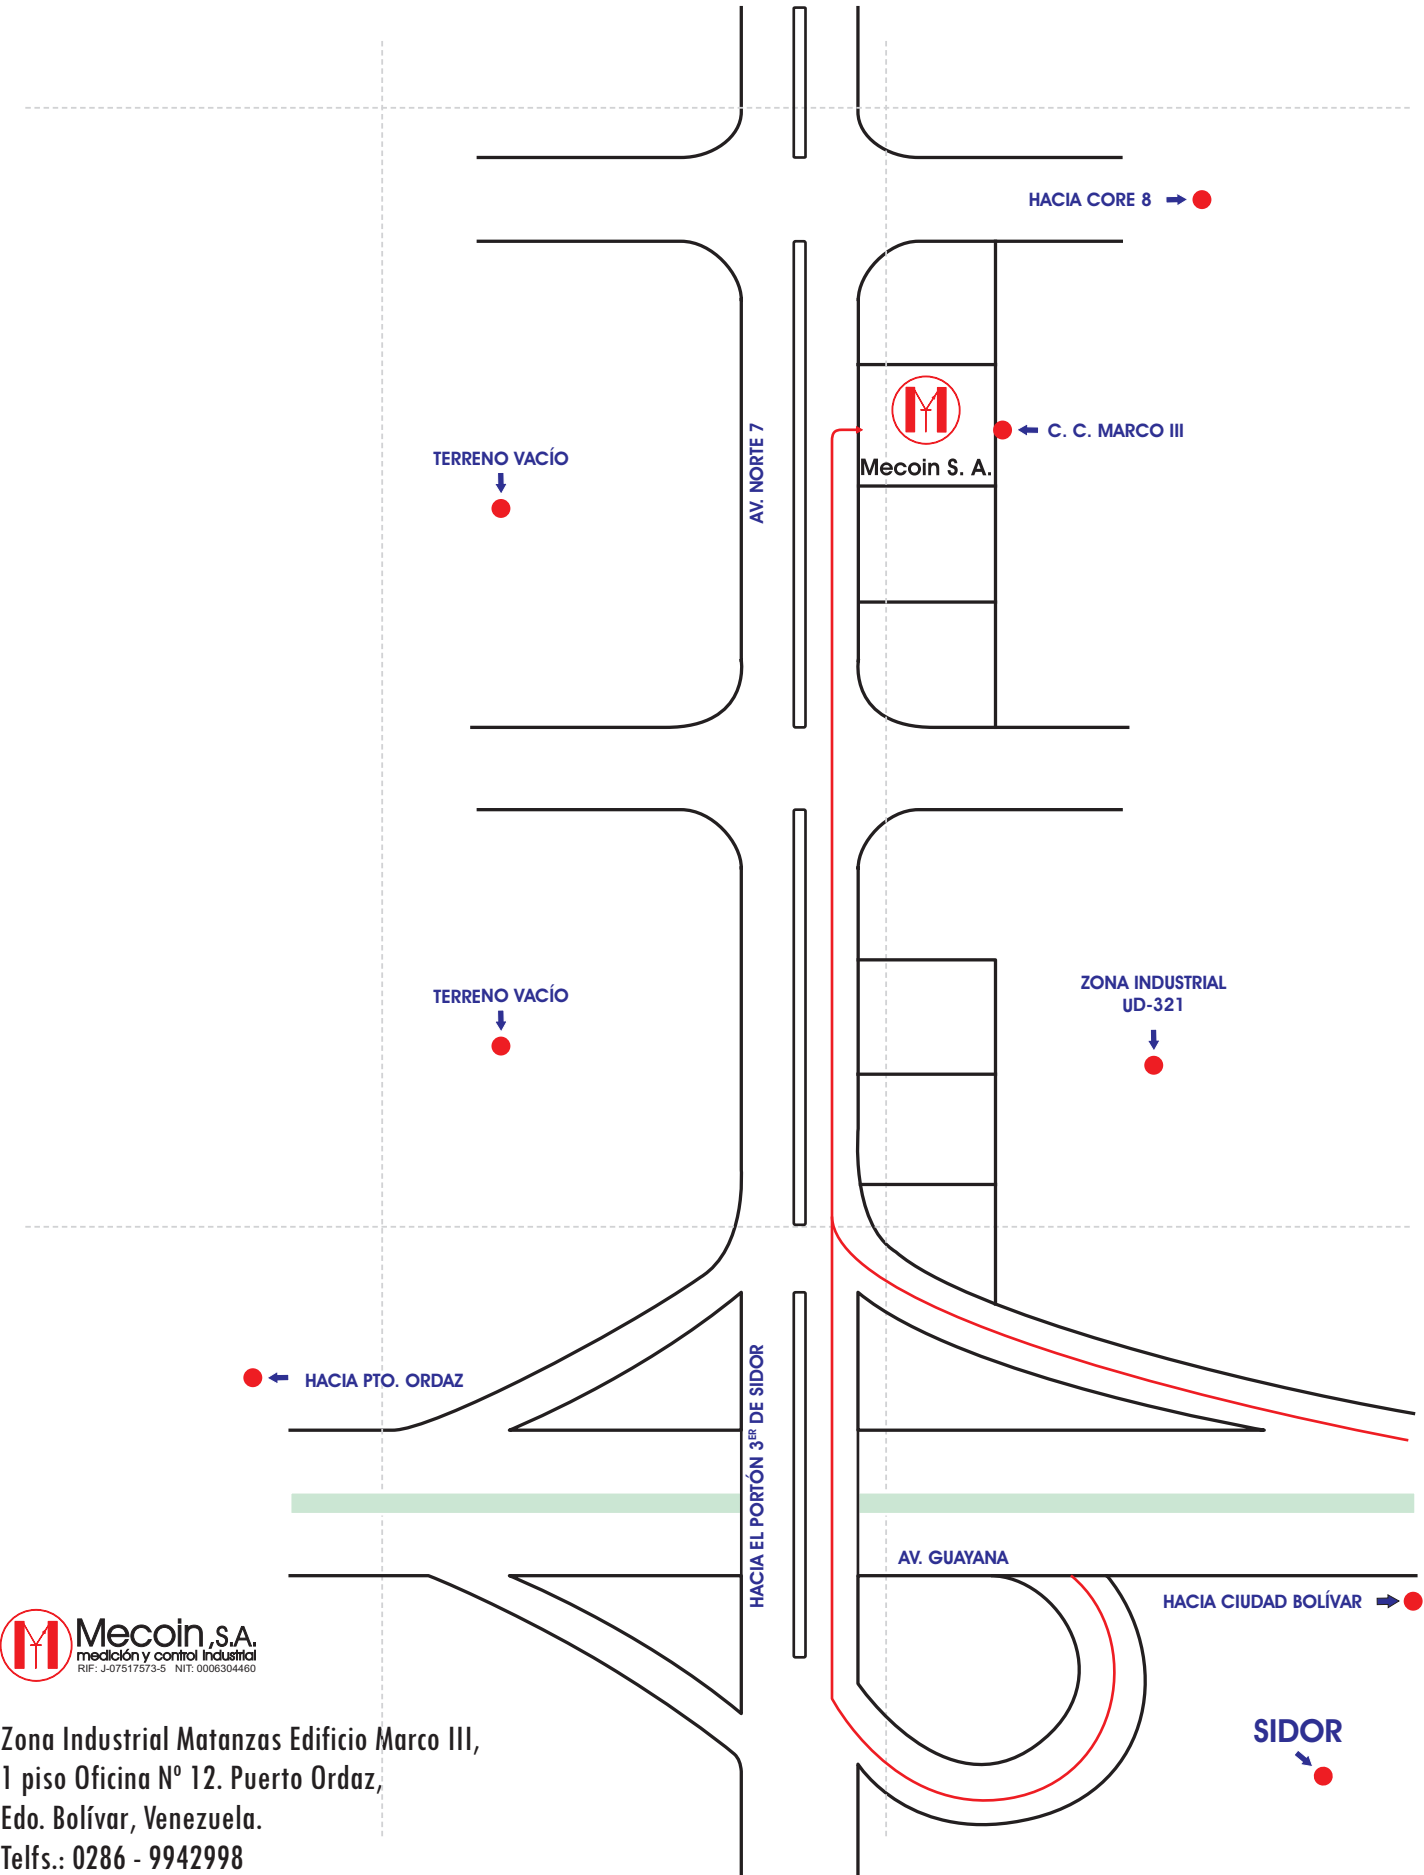 HACIA CORE 8
C. C. MARCO III
Mecoin S. A.
AV. NORTE 7
TERRENO VACÍO
TERRENO VACÍO
ZONA INDUSTRIAL
UD-321
HACIA PTO. ORDAZ
HACIA EL PORTÓN 3ER DE SIDOR
AV. GUAYANA
HACIA CIUDAD BOLÍVAR
SIDOR
Mecoin, S.A.
medición y control industrial
RIF: J-07517573-5 NIT: 0006304460
Zona Industrial Matanzas Edificio Marco III,
1 piso Oficina Nº 12. Puerto Ordaz,
Edo. Bolívar, Venezuela.
Telfs.: 0286 - 9942998